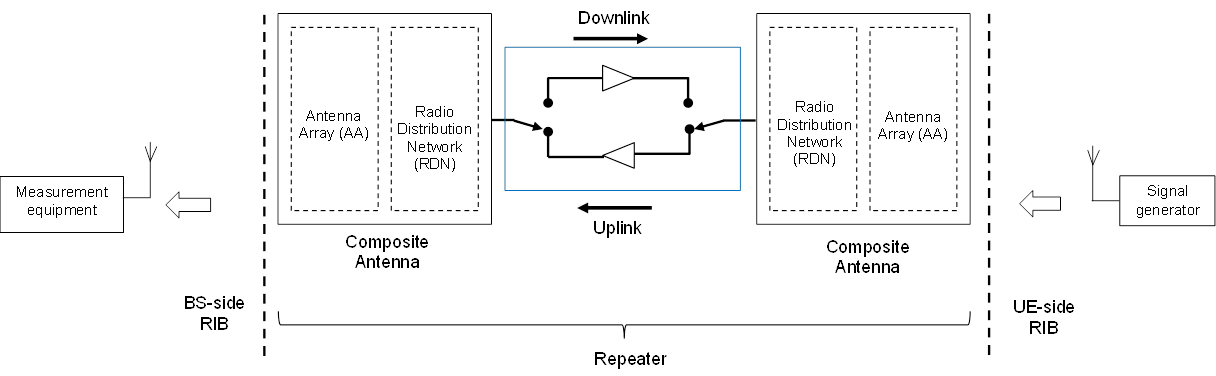 Downlink
Antenna
Array (AA)
Radio
Distribution
Network
(RDN)
Radio
Distribution
Network
(RDN)
Antenna
Array (AA)
Measurement
equipment
Signal
generator
Uplink
Composite
Antenna
Composite
Antenna
BS-side
RIB
UE-side
RIB
Repeater